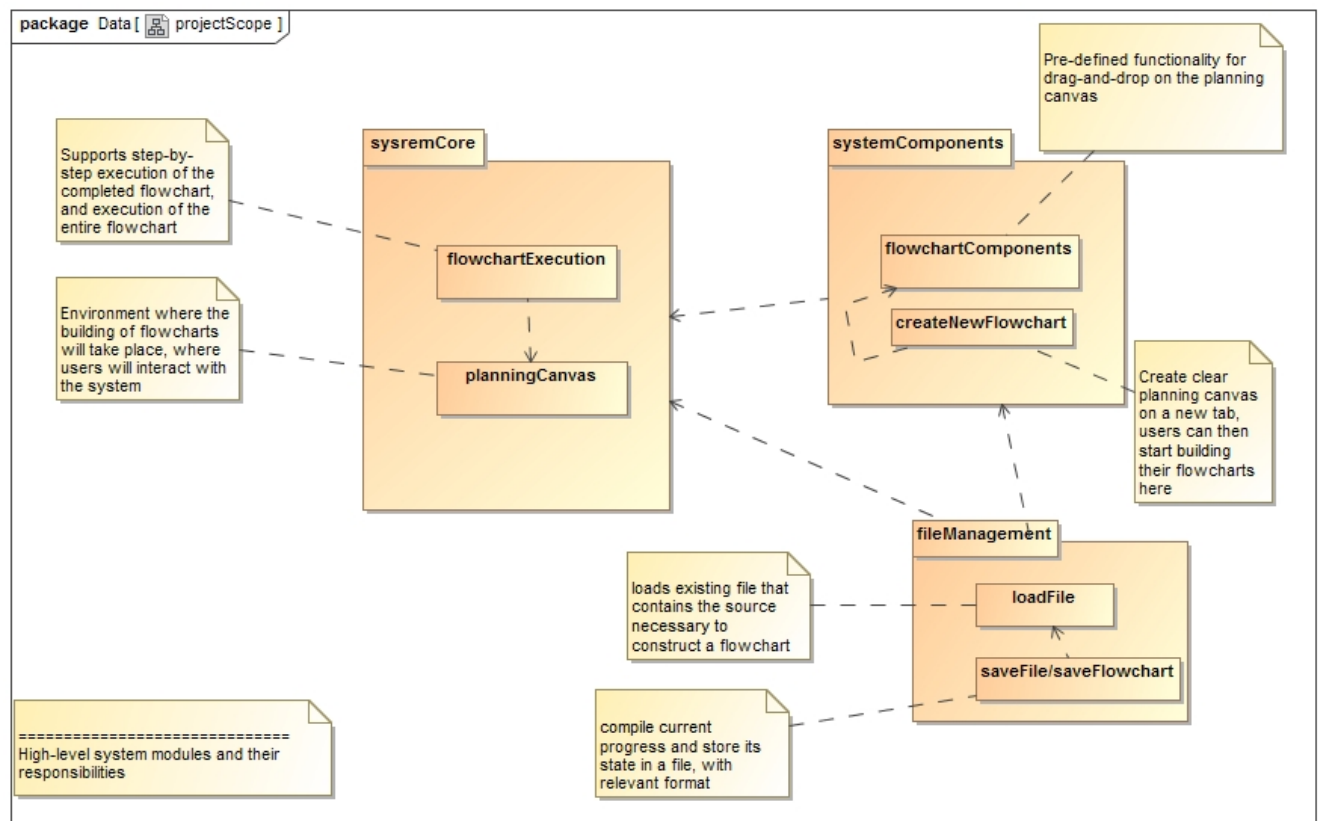 package Data [ projectScope ]
Pre-defined functionality for
drag-and-drop on the planning
canvas
Supports step-by-
step execution of the
completed flowchart,
and execution of the
entire flowchart
sysremCore
systemComponents
flowchartExecution
flowchartComponents
Environment where the
building of flowcharts
will take place, where
users will interact with
the system
createNewFlowchart
planningCanvas
Create clear
planning canvas
on a new tab,
users can then
start building
their flowcharts
here
fileManagement
loads existing file that
contains the source
necessary to
construct a flowchart
loadFile
saveFile/saveFlowchart
compile current
progress and store its
state in a file, with
relevant format
==============================
High-level system modules and their
responsibilities